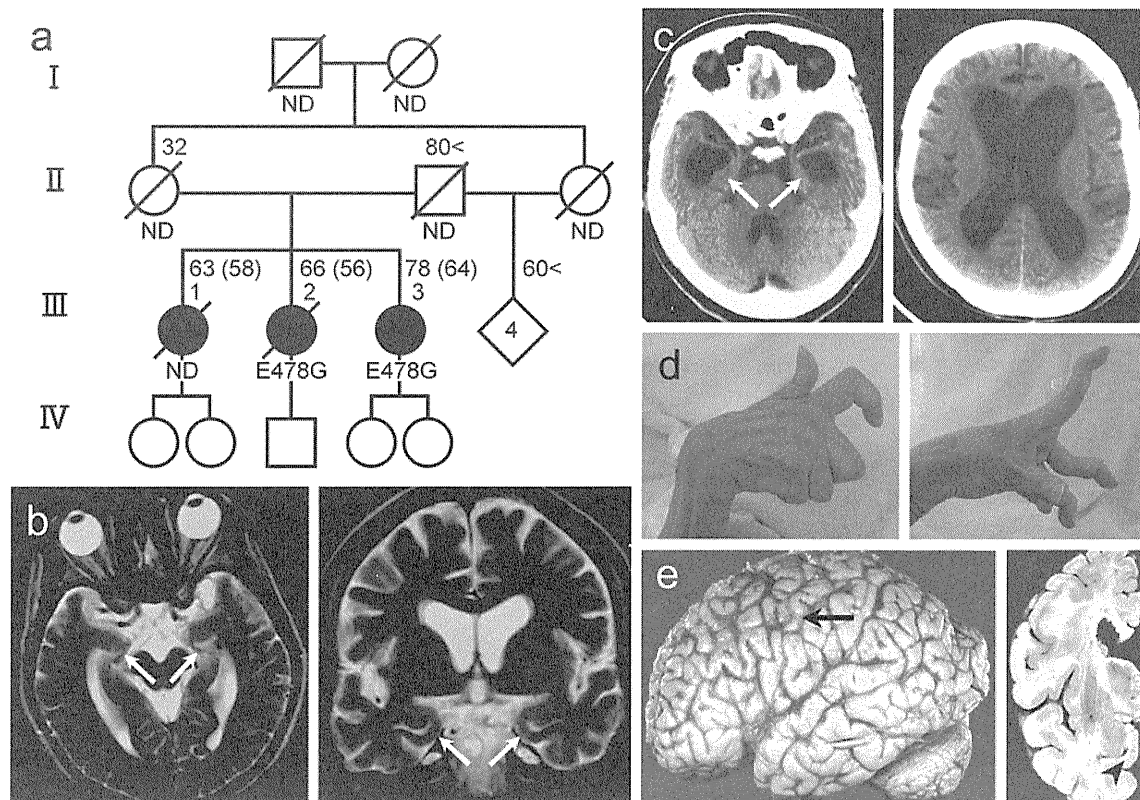 a
I
ND
ND
32
80<
II
ND
ND
ND
63 (58)
66 (56)
78 (64)
60<
III
1
2
3
4
ND
E478G
E478G
IV
b
c
d
e